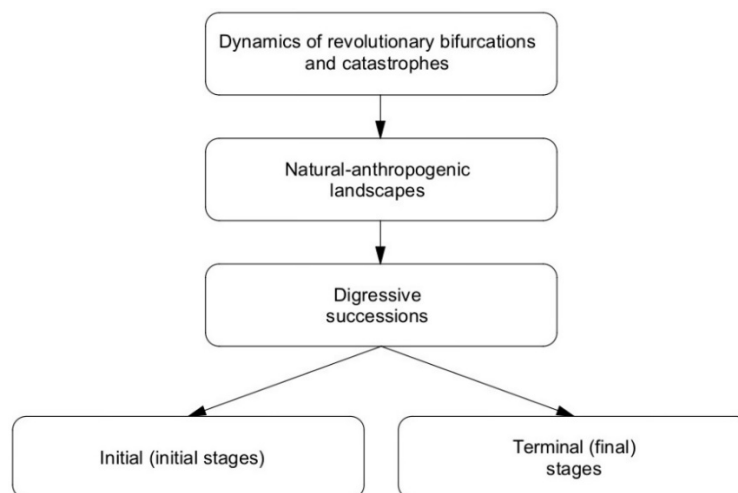 Dynamics of revolutionary bifurcations
and catastrophes
Natural-anthropogenic
landscapes
Digressive
successions
Initial (initial stages)
Terminal (final)
stages